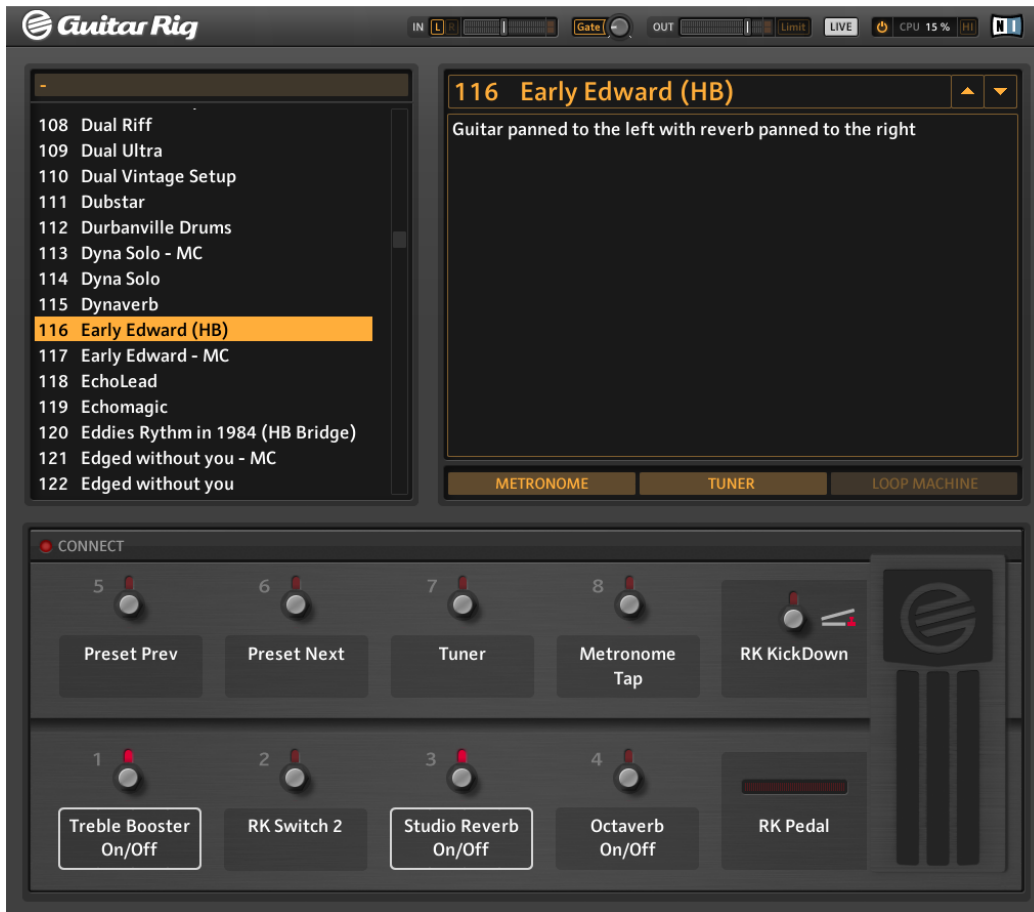 Guitar Rig
IN L R Gate OUT Limit LIVE CPU 15 % HI N I
-
108 Dual Riff
109 Dual Ultra
110 Dual Vintage Setup
111 Dubstar
112 Durbanville Drums
113 Dyna Solo - MC
114 Dyna Solo
115 Dynaverb
116 Early Edward (HB)
117 Early Edward - MC
118 EchoLead
119 Echomagic
120 Eddies Rythm in 1984 (HB Bridge)
121 Edged without you - MC
122 Edged without you
116 Early Edward (HB)
Guitar panned to the left with reverb panned to the right
METRONOME TUNER LOOP MACHINE
CONNECT
5 6 7 8
Preset Prev Preset Next Tuner Metronome RK KickDown
Tap
1 2 3 4
Treble Booster RK Switch 2 Studio Reverb Octaverb RK Pedal
On/Off On/Off On/Off